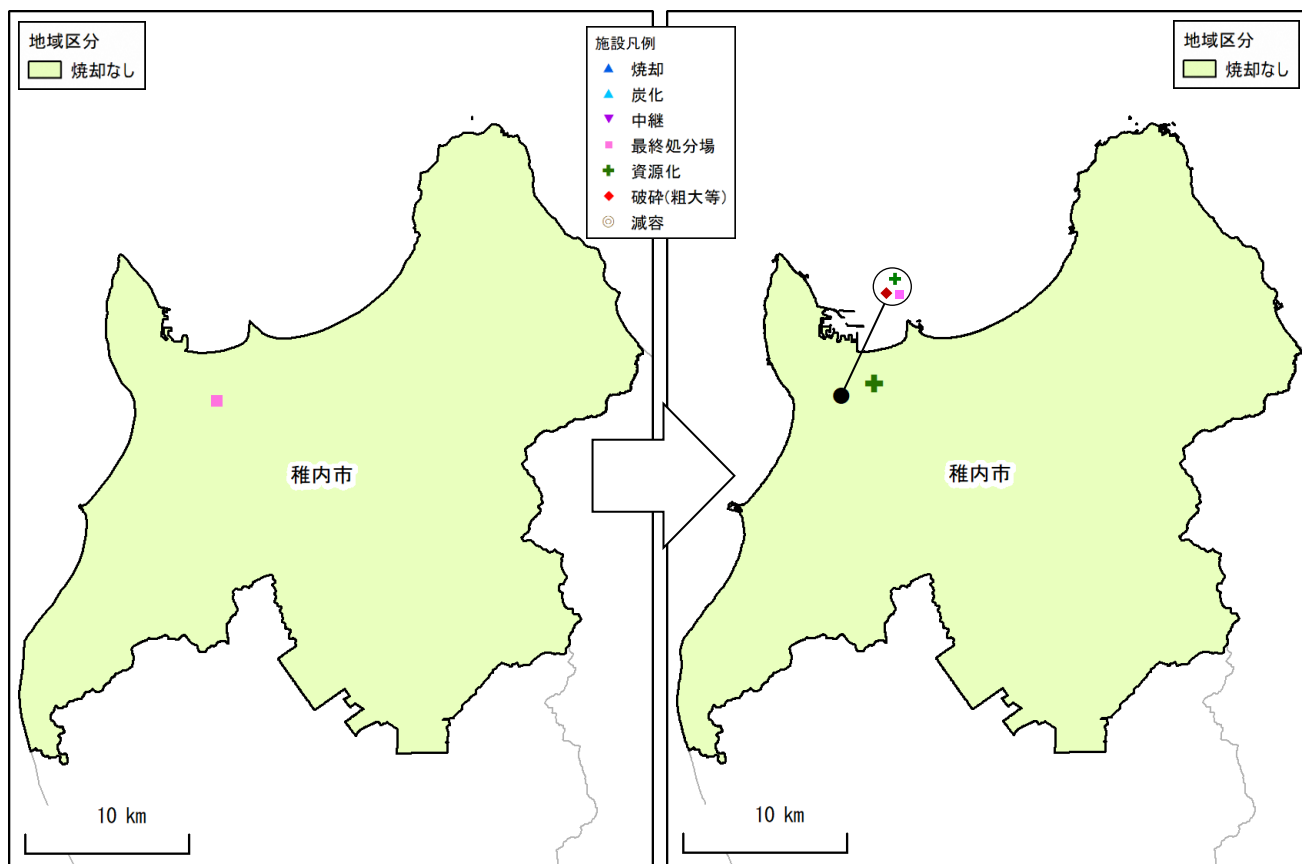 地域区分
焼却なし
施設凡例
焼却
炭化
中継
最終処分場
資源化
破砕(粗大等)
減容
地域区分
焼却なし
稚内市
稚内市
10 km
10 km